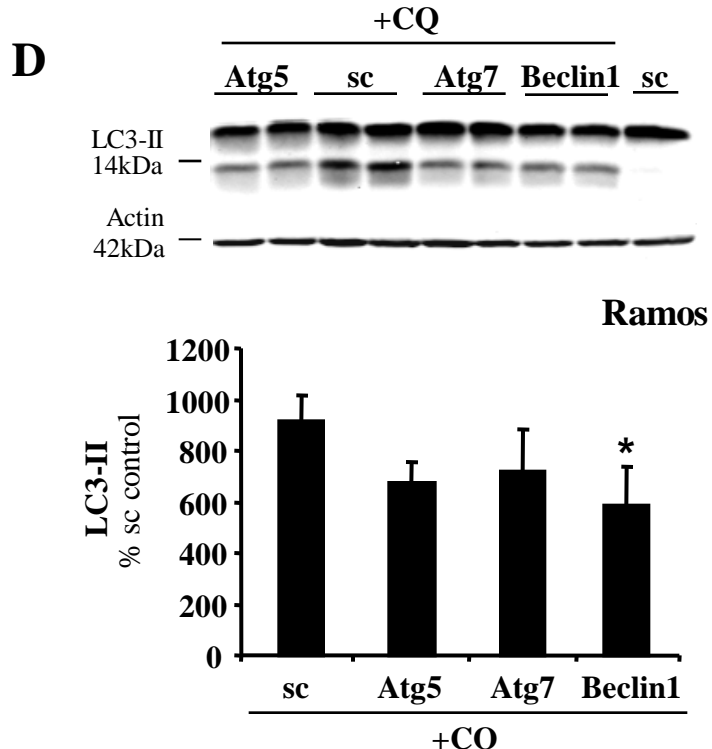 +CQ
D
Atg5 sc Atg7 Beclin1 sc
LC3-II
14kDa
Actin
42kDa
Ramos
1200
1000
800
600
400
200
0
LC3-II
% sc control
*
sc Atg5 Atg7 Beclin1
+CQ